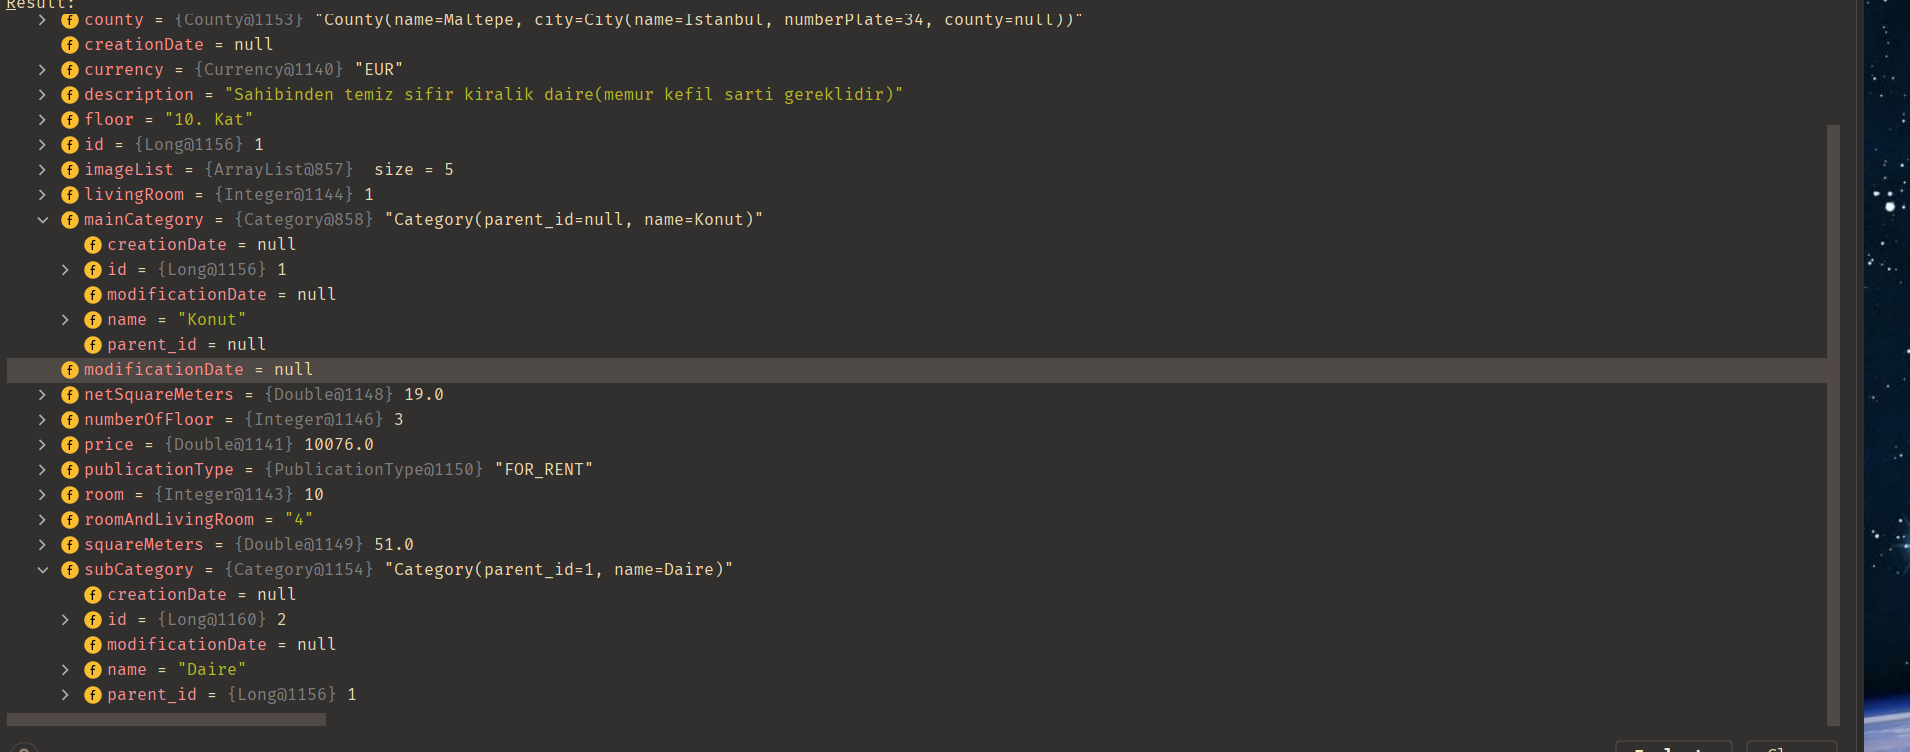 Result:
county = {County@1153} "County(name=Maltepe, city=City(name=Istanbul, numberPlate=34, county=null))"
creationDate = null
currency = {Currency@1140} "EUR"
description = "Sahibinden temiz sifir kiralik daire(memur kefil sarti gereklidir)"
floor = "10. Kat"
id = {Long@1156} 1
imageList = {ArrayList@857} size = 5
livingRoom = {Integer@1144} 1
mainCategory = {Category@858} "Category(parent_id=null, name=Konut)"
creationDate = null
id = {Long@1156} 1
modificationDate = null
name = "Konut"
parent_id = null
modificationDate = null
netSquareMeters = {Double@1148} 19.0
numberOfFloor = {Integer@1146} 3
price = {Double@1141} 10076.0
publicationType = {PublicationType@1150} "FOR_RENT"
room = {Integer@1143} 10
roomAndLivingRoom = "4"
squareMeters = {Double@1149} 51.0
subCategory = {Category@1154} "Category(parent_id=1, name=Daire)"
creationDate = null
id = {Long@1160} 2
modificationDate = null
name = "Daire"
parent_id = {Long@1156} 1